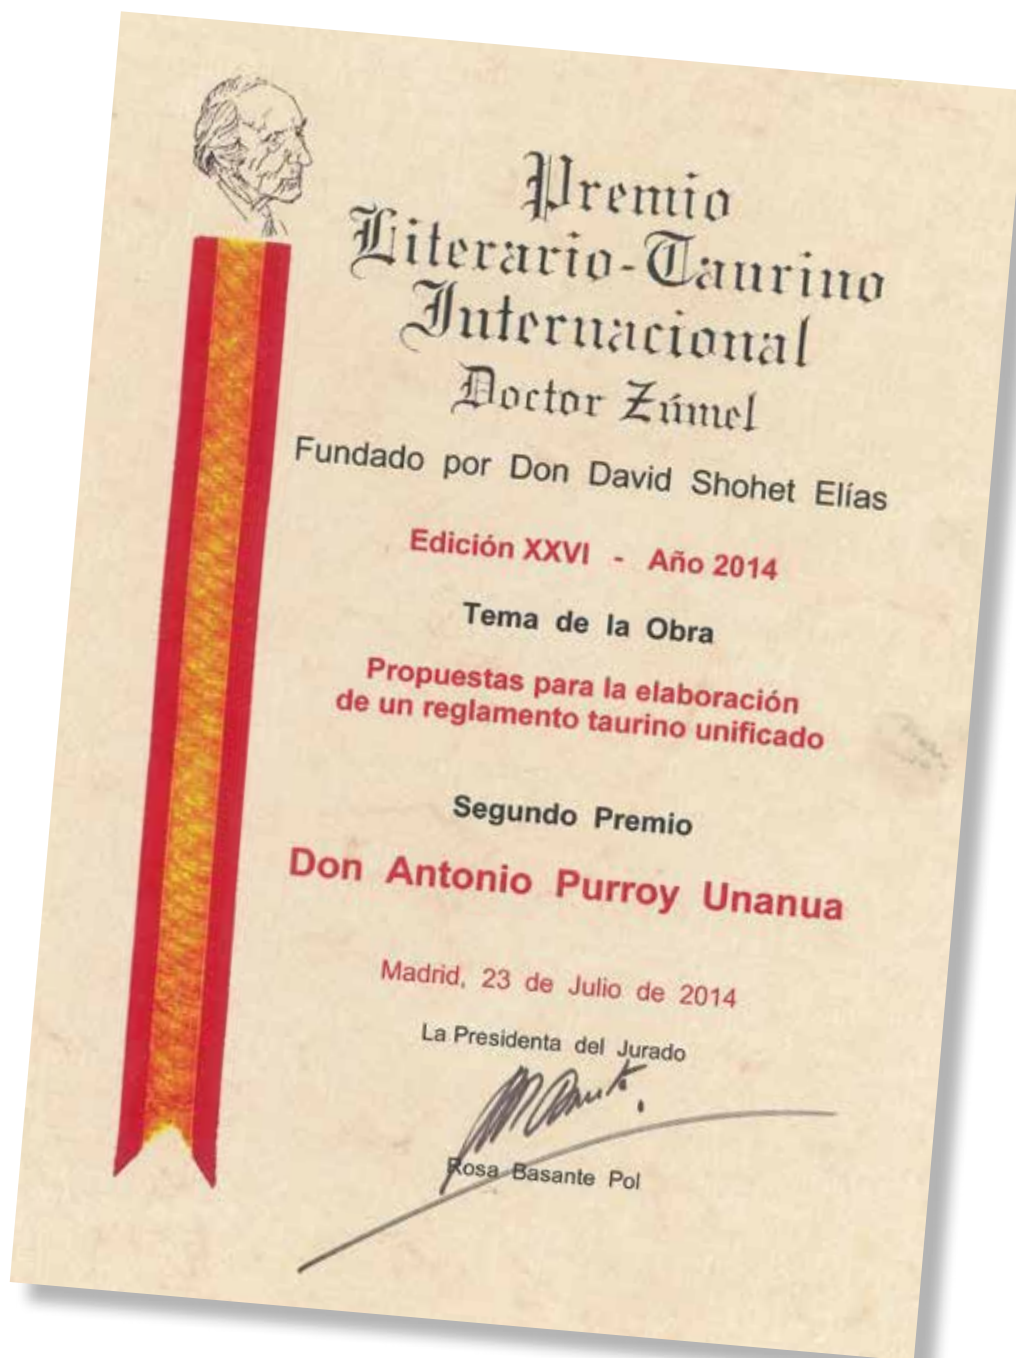 Premio
Literario-Taurino
Internacional
Doctor Zúmel
Fundado por Don David Shohet Elías
Edición XXVI - Año 2014
Tema de la Obra
Propuestas para la elaboración
de un reglamento taurino unificado
Segundo Premio
Don Antonio Purroy Unanua
Madrid, 23 de Julio de 2014
La Presidenta del Jurado
Rosa Basante Pol